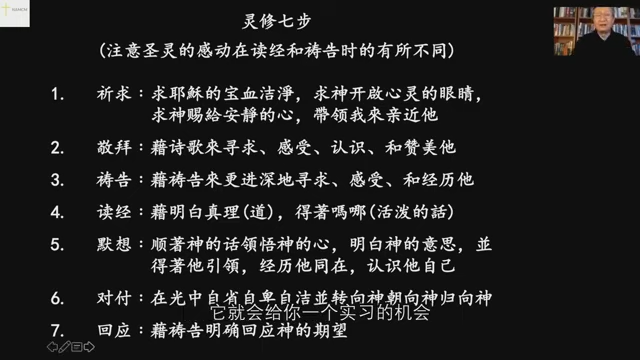 灵修七步
(注意圣灵的感动在读经和祷告时的有所不同)
1. 祈求：求耶稣的宝血洁淨，求神开啟心灵的眼睛，
求神赐给安靜的心，帶领我來亲近他
2. 敬拜：藉诗歌來寻求、感受、认识、和赞美他
3. 祷告：藉祷告來更进深地寻求、感受、和经历他
4. 读经：藉明白真理(道)，得著嗎哪(活泼的話)
5. 默想：顺著神的话领悟神的心，明白神的意思，並
得著他引領，经历他同在，认识他自己
6. 对付：在光中自省自卑自洁並转向神朝向神归向神
它就会给你一个实习的机会
7. 回应：藉祷告明确回应神的期望